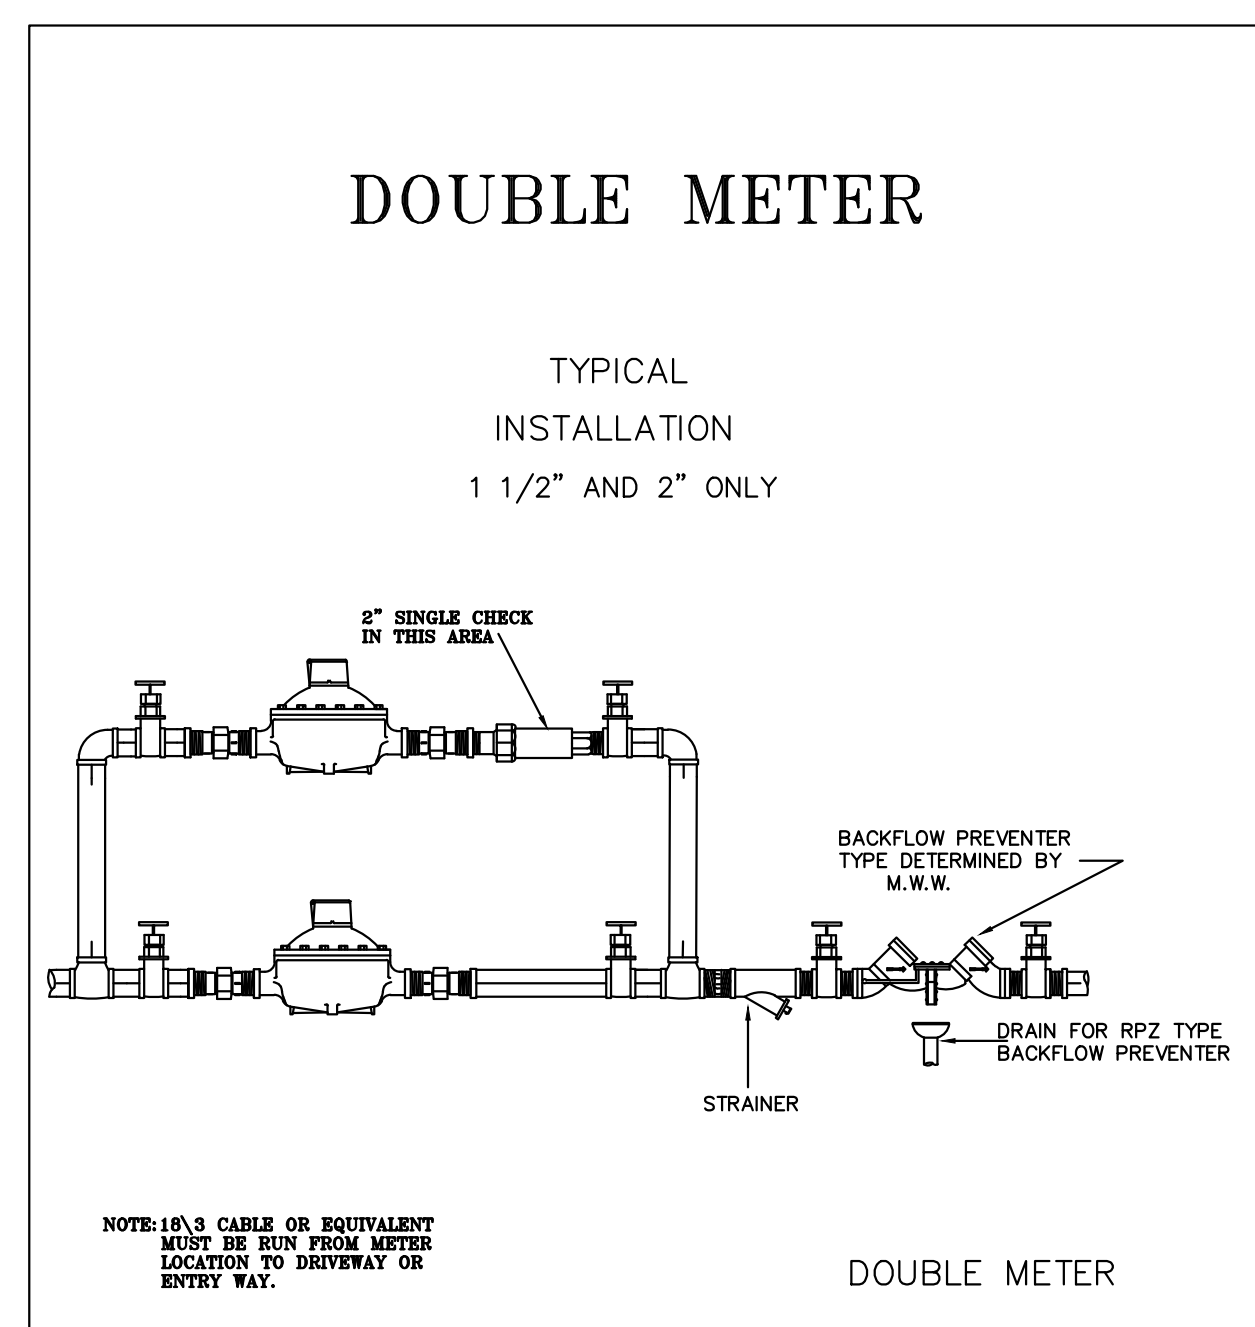 DOUBLE METER
TYPICAL
INSTALLATION
1 1/2” AND 2” ONLY
2” SINGLE CHECK
IN THIS AREA
BACKFLOW PREVENTER
TYPE DETERMINED BY
M.W.W.
DRAIN FOR RPZ TYPE
BACKFLOW PREVENTER
STRAINER
NOTE: 18\3 CABLE OR EQUIVALENT
MUST BE RUN FROM METER
LOCATION TO DRIVEWAY OR
ENTRY WAY.
DOUBLE METER